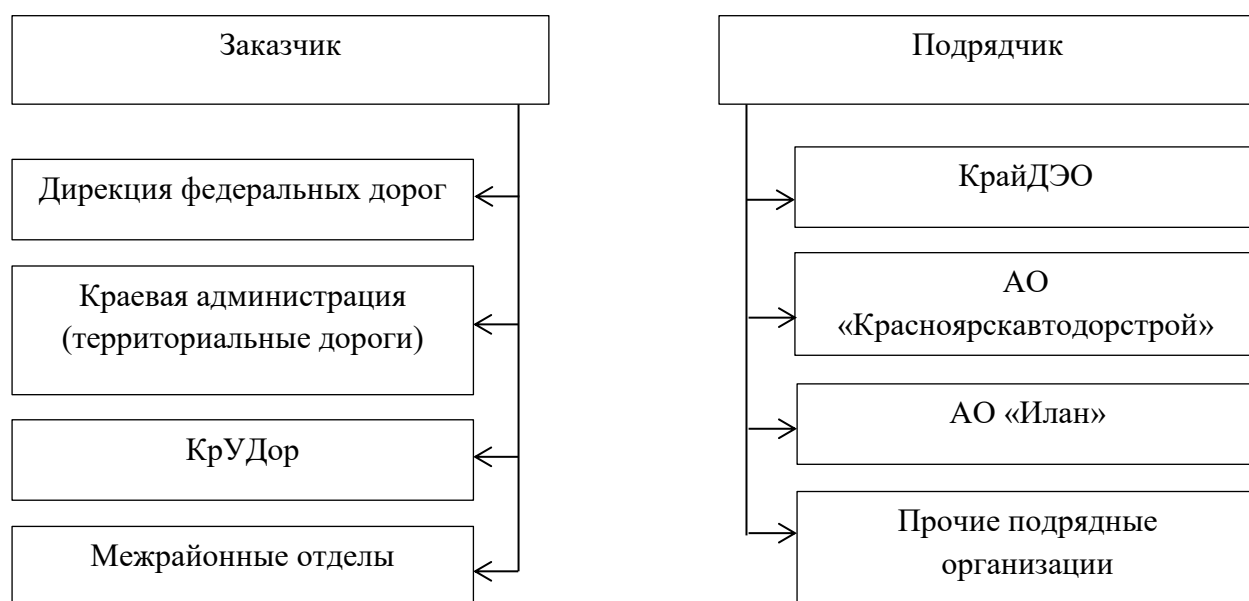 Заказчик
Дирекция федеральных дорог
Краевая администрация
(территориальные дороги)
КрУДор
Межрайонные отделы
Подрядчик
КрайДЭО
АО
«Красноярскавтодорстрой»
АО «Илан»
Прочие подрядные
организации